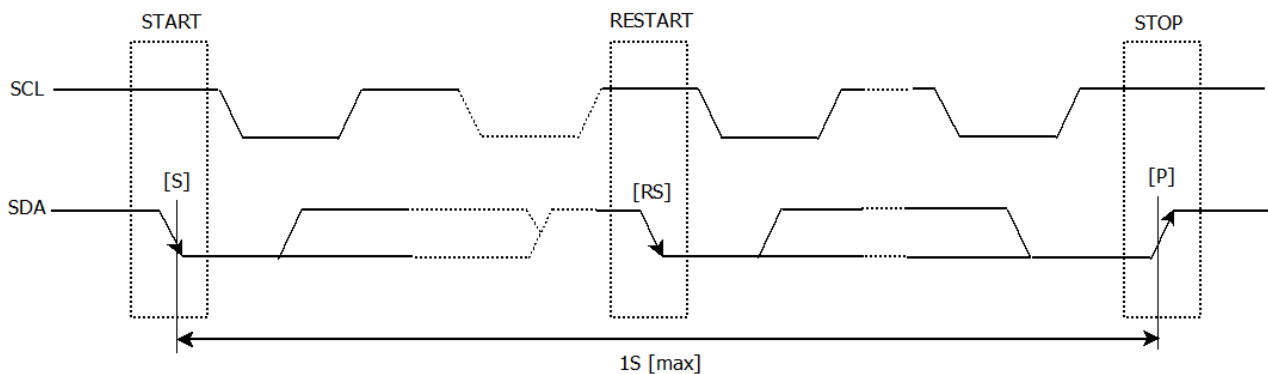 START RESTART STOP
SCL
[S] [RS] [P]
SDA
1S [max]